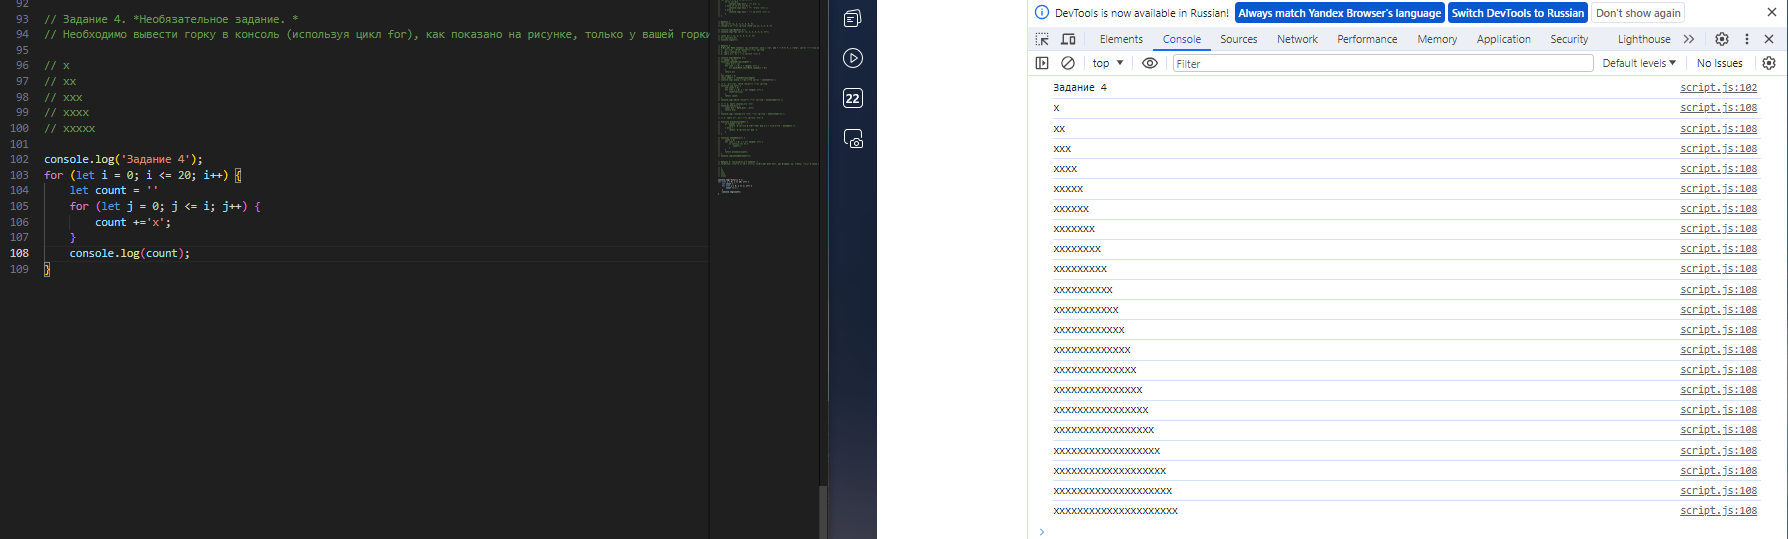 92
93 // Задание 4. *Необязательное задание. *
94 // Необходимо вывести горку в консоль (используя цикл for), как показано на рисунке, только у вашей горки
95
96 // x
97 // xx
98 // xxx
99 // xxxx
100 // xxxxx
101
102 console.log('Задание 4');
103 for (let i = 0; i <= 20; i++) {
104 let count = ''
105 for (let j = 0; j <= i; j++) {
106 count +='x';
107 }
108 console.log(count);
109 }
22
DevTools is now available in Russian! Always match Yandex Browser's language Switch DevTools to Russian Don't show again
Elements Console Sources Network Performance Memory Application Security Lighthouse
top Filter Default levels No Issues
Задание 4 script.js:102
x script.js:108
xx script.js:108
xxx script.js:108
xxxx script.js:108
xxxxx script.js:108
xxxxxx script.js:108
xxxxxxx script.js:108
xxxxxxxx script.js:108
xxxxxxxxx script.js:108
xxxxxxxxxx script.js:108
xxxxxxxxxxx script.js:108
xxxxxxxxxxxx script.js:108
xxxxxxxxxxxxx script.js:108
xxxxxxxxxxxxxx script.js:108
xxxxxxxxxxxxxxx script.js:108
xxxxxxxxxxxxxxxx script.js:108
xxxxxxxxxxxxxxxxx script.js:108
xxxxxxxxxxxxxxxxxx script.js:108
xxxxxxxxxxxxxxxxxxx script.js:108
xxxxxxxxxxxxxxxxxxxx script.js:108
xxxxxxxxxxxxxxxxxxxxx script.js:108